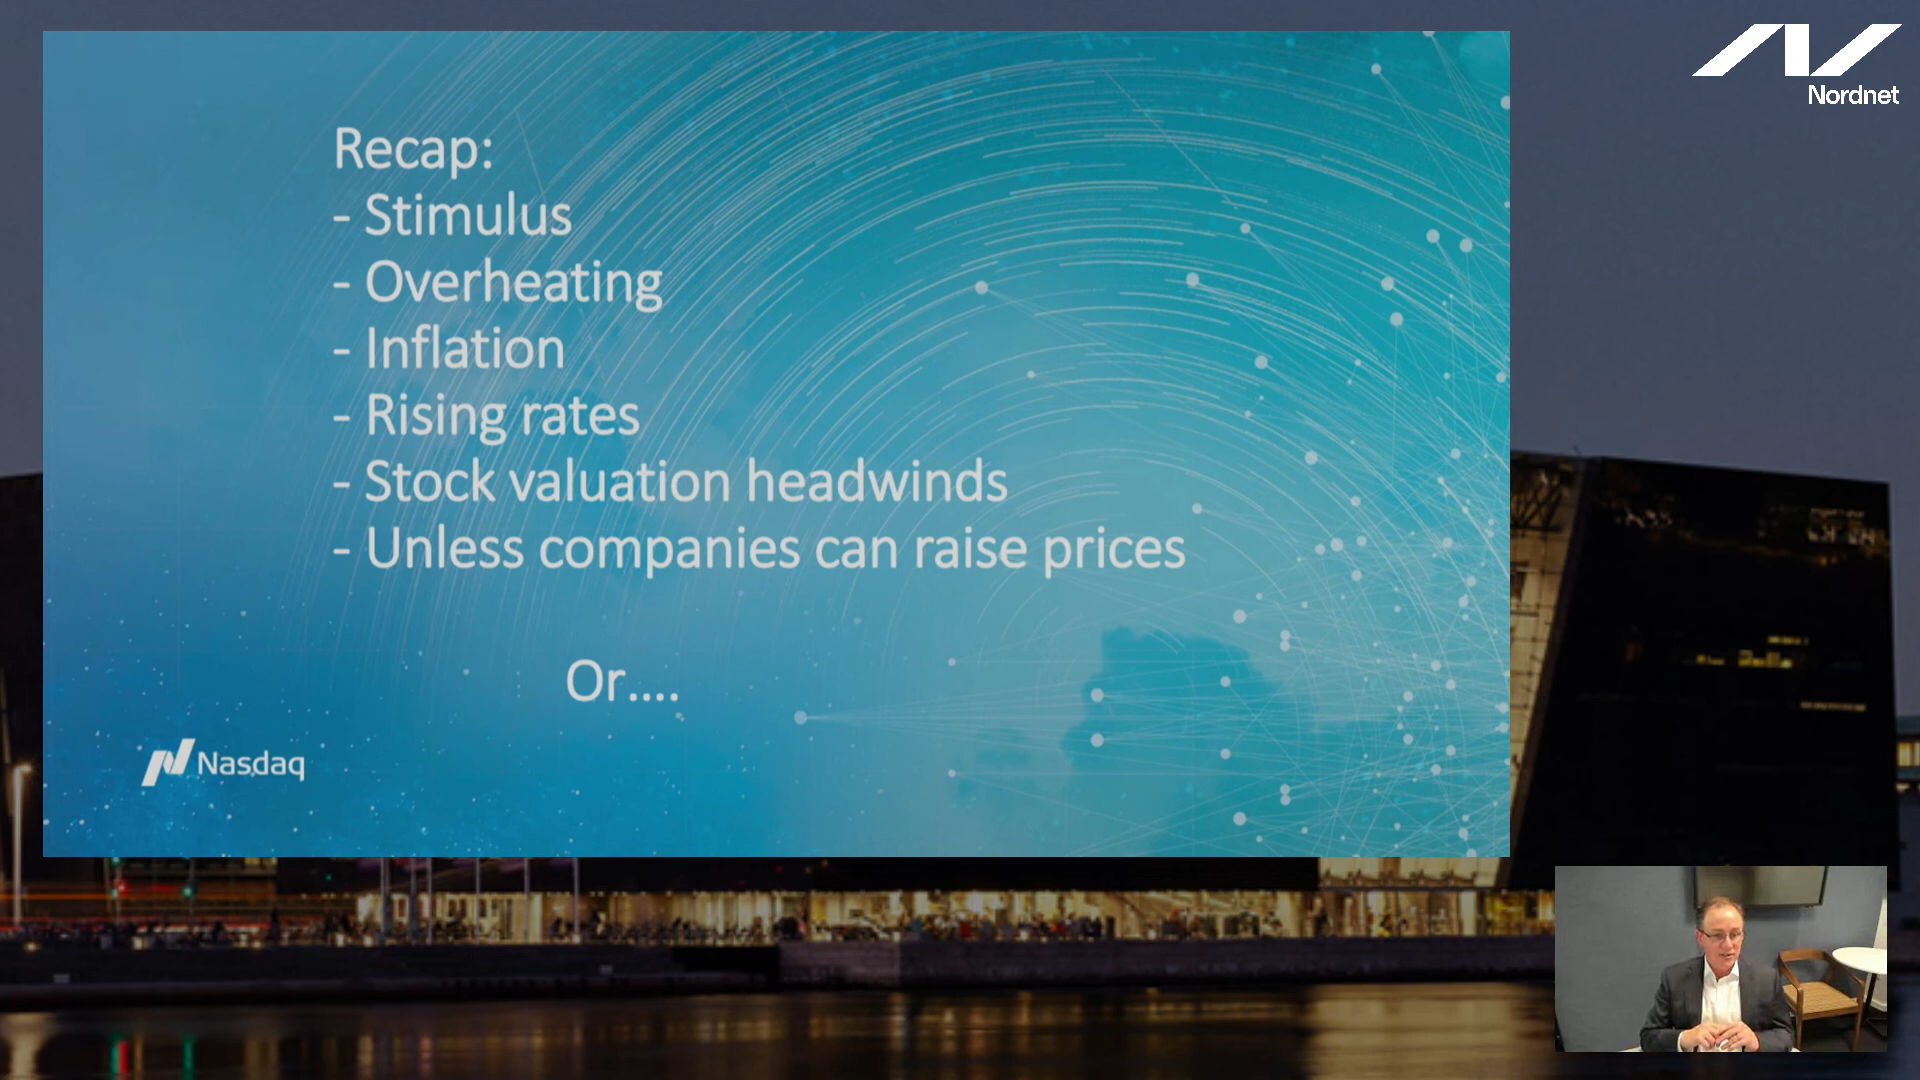 Nordnet
Recap:
- Stimulus
- Overheating
- Inflation
- Rising rates
- Stock valuation headwinds
- Unless companies can raise prices
Or....
Nasdaq